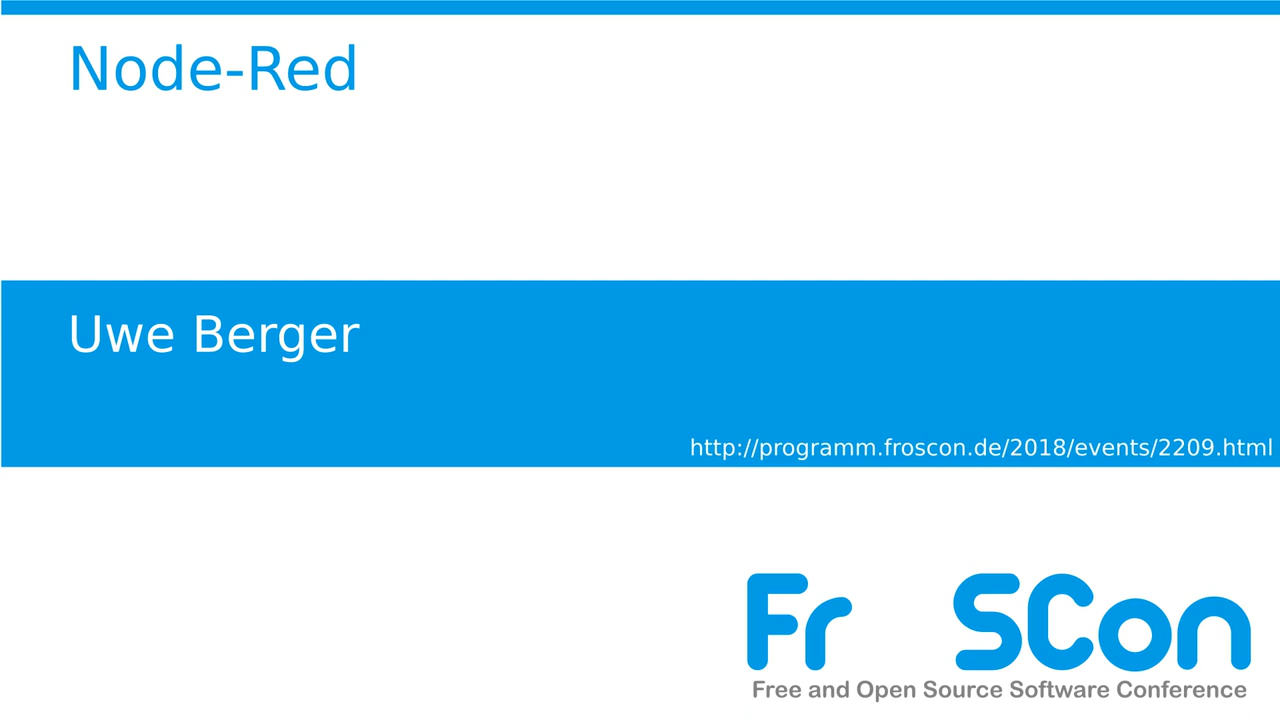 Node-Red
Uwe Berger
http://programm.froscon.de/2018/events/2209.html
Fr SCon
Free and Open Source Software Conference